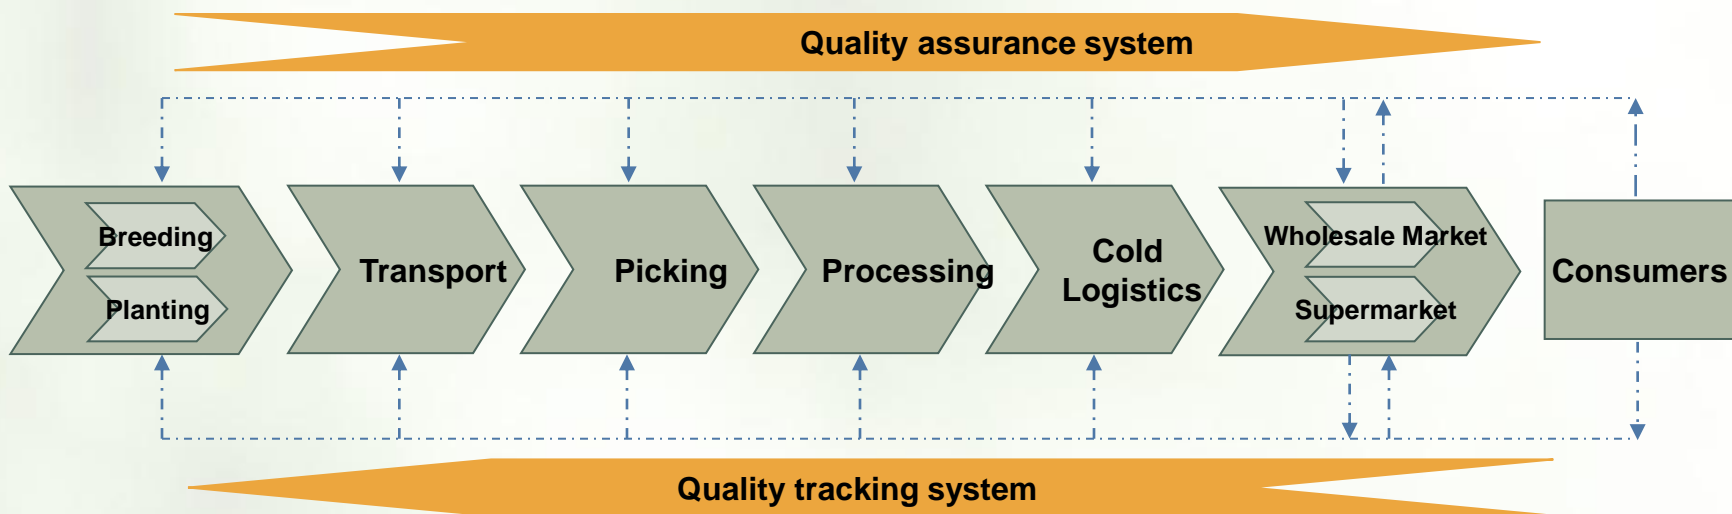 Quality assurance system
Breeding
Planting
Transport
Picking
Processing
Cold
Logistics
Wholesale Market
Supermarket
Consumers
Quality tracking system